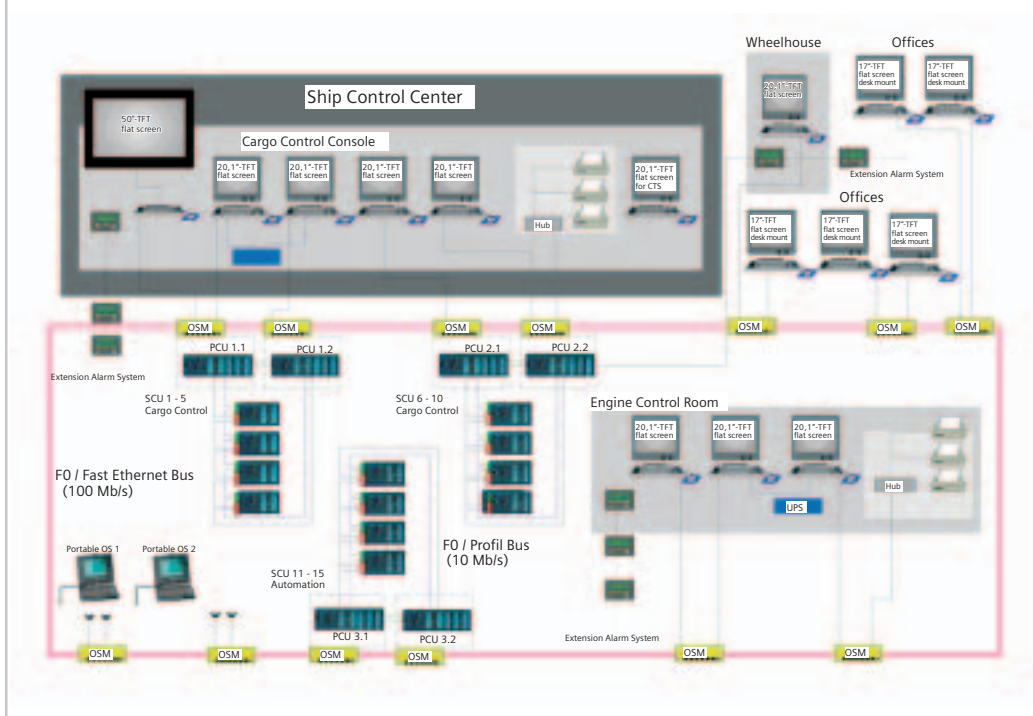 Wheelhouse
Offices
17"-TFT
flat screen
desk mount
17"-TFT
flat screen
desk mount
20,1"-TFT
flat screen
Ship Control Center
50"-TFT
flat screen
Cargo Control Console
20,1"-TFT
flat screen
20,1"-TFT
flat screen
20,1"-TFT
flat screen
20,1"-TFT
flat screen
20,1"-TFT
flat screen
for CTS
Hub
Extension Alarm System
Offices
17"-TFT
flat screen
desk mount
17"-TFT
flat screen
desk mount
17"-TFT
flat screen
desk mount
OSM
OSM
OSM
OSM
OSM
OSM
OSM
PCU 1.1
PCU 1.2
PCU 2.1
PCU 2.2
Extension Alarm System
SCU 1 - 5
Cargo Control
SCU 6 - 10
Cargo Control
Engine Control Room
20,1"-TFT
flat screen
20,1"-TFT
flat screen
20,1"-TFT
flat screen
Hub
UPS
F0 / Fast Ethernet Bus
(100 Mb/s)
F0 / Profil Bus
(10 Mb/s)
Portable OS 1
Portable OS 2
SCU 11 - 15
Automation
PCU 3.1
PCU 3.2
Extension Alarm System
OSM
OSM
OSM
OSM
OSM
OSM